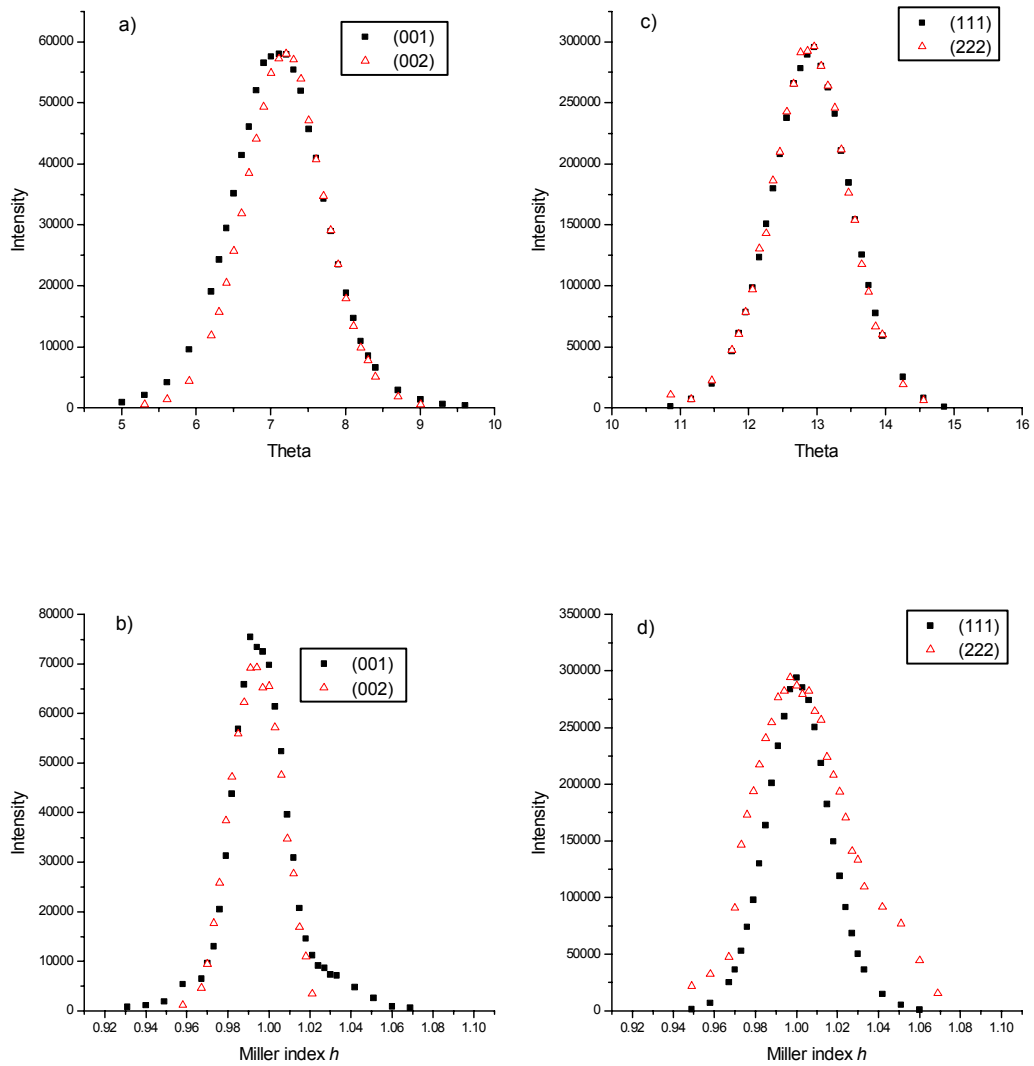 a)
(001)
(002)
60000
50000
40000
30000
20000
10000
0
Intensity
5 6 7 8 9 10
Theta
c)
(111)
(222)
300000
250000
200000
150000
100000
50000
0
Intensity
10 11 12 13 14 15 16
Theta
b)
(001)
(002)
80000
70000
60000
50000
40000
30000
20000
10000
0
Intensity
0.92 0.94 0.96 0.98 1.00 1.02 1.04 1.06 1.08 1.10
Miller index h
d)
(111)
(222)
350000
300000
250000
200000
150000
100000
50000
0
Intensity
0.92 0.94 0.96 0.98 1.00 1.02 1.04 1.06 1.08 1.10
Miller index h